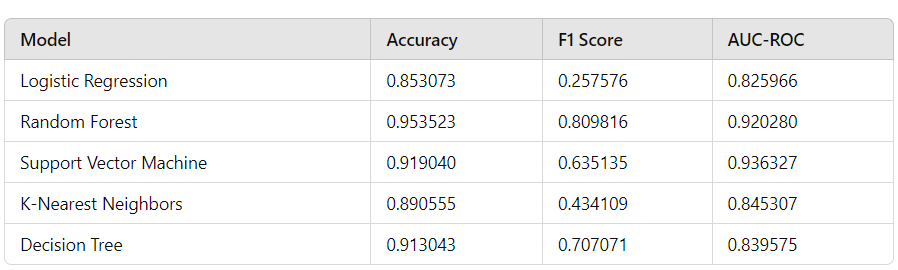 Model Accuracy F1 Score AUC-ROC
Logistic Regression 0.853073 0.257576 0.825966
Random Forest 0.953523 0.809816 0.920280
Support Vector Machine 0.919040 0.635135 0.936327
K-Nearest Neighbors 0.890555 0.434109 0.845307
Decision Tree 0.913043 0.707071 0.839575